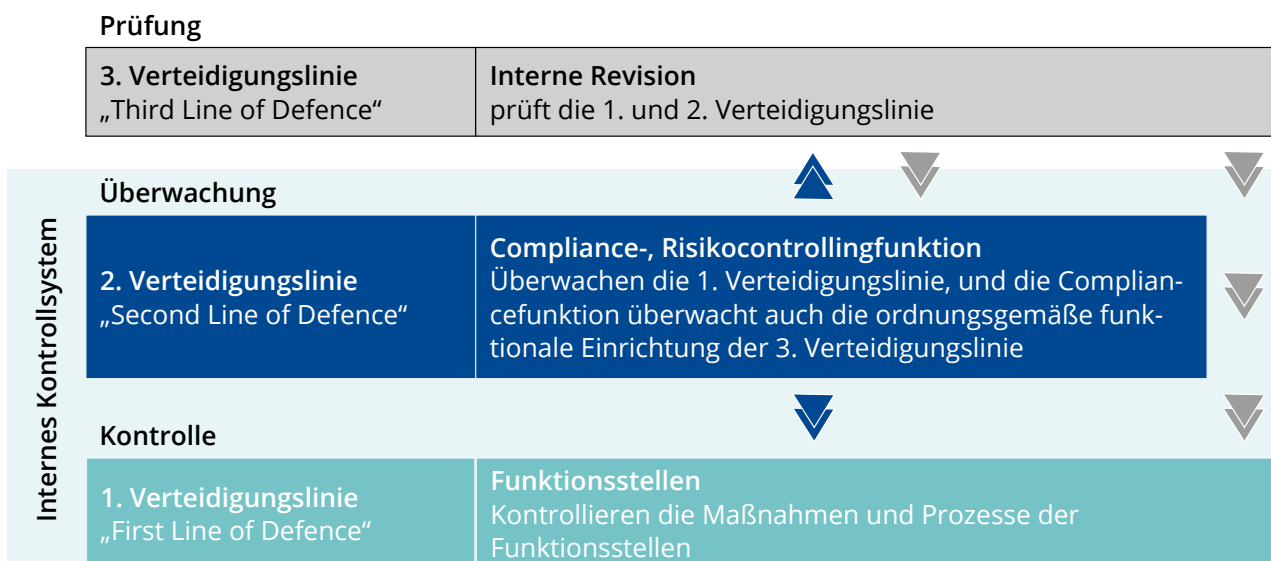 Prüfung
3. Verteidigungslinie
„Third Line of Defence“
Interne Revision
prüft die 1. und 2. Verteidigungslinie
Internes Kontrollsystem
Überwachung
2. Verteidigungslinie
„Second Line of Defence“
Compliance-, Risikocontrollingfunktion
Überwachen die 1. Verteidigungslinie, und die Complian-
cefunktion überwacht auch die ordnungsgemäße funk-
tionale Einrichtung der 3. Verteidigungslinie
Kontrolle
1. Verteidigungslinie
„First Line of Defence“
Funktionsstellen
Kontrollieren die Maßnahmen und Prozesse der
Funktionsstellen